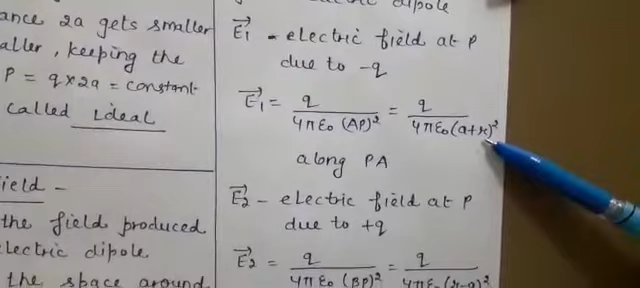 ance 2a gets smaller
aller, keeping the
P = q×2a = constant
called Ideal
ield -
the field produced
lectric dipole
the space around
dipole
E⃗1 - electric field at P
due to -q
E⃗1 = q / 4πε₀ (AP)² = q / 4πε₀ (a+r)²
along PA
E⃗2 - electric field at P
due to +q
E⃗2 = q / 4πε₀ (BP)² = q / 4πε₀ (r-a)²